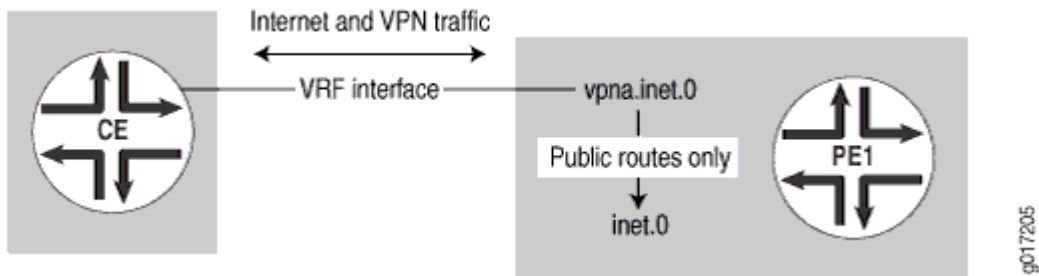 Internet and VPN traffic
VRF interface
CE
vpna.inet.0
Public routes only
inet.0
PE1
g017205